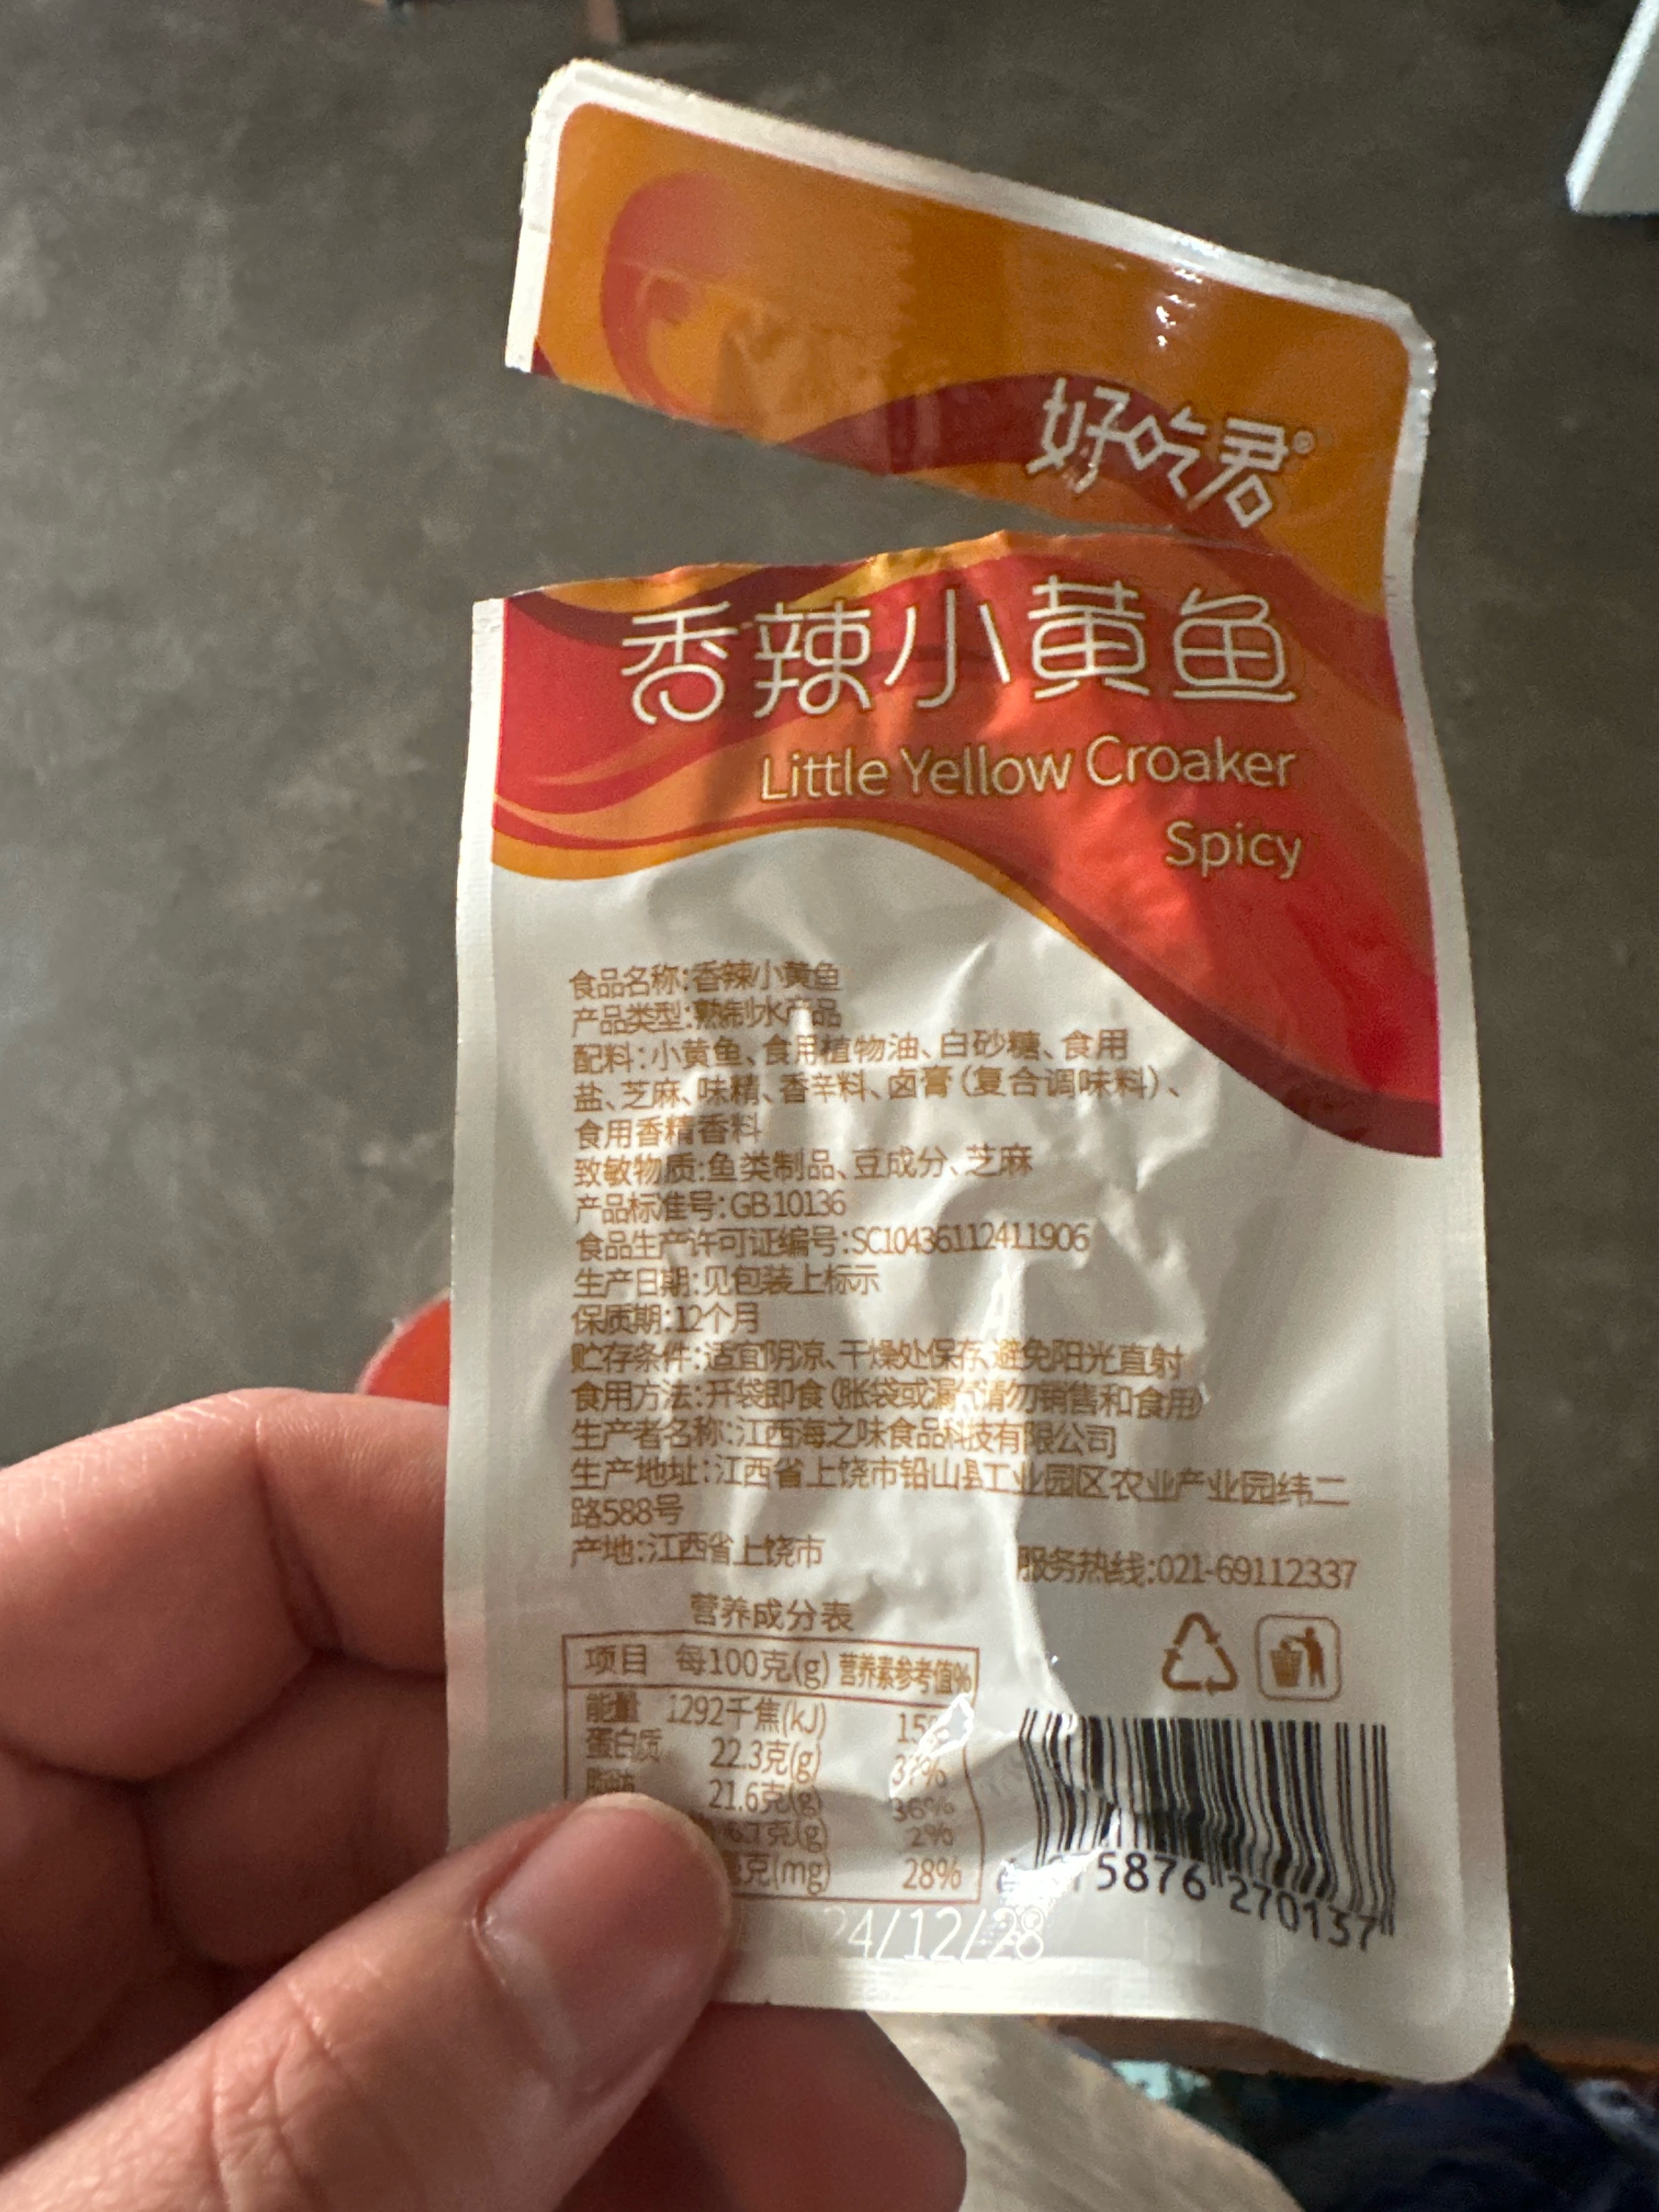 好吃君®
香辣小黄鱼
Little Yellow Croaker
Spicy
食品名称:香辣小黄鱼
产品类型:熟制水产品
配料:小黄鱼、食用植物油、白砂糖、食用
盐、芝麻、味精、香辛料、卤膏(复合调味料)、
食用香精香料
致敏物质:鱼类制品、豆成分、芝麻
产品标准号:GB10136
食品生产许可证编号:SC10436112411906
生产日期:见包装上标示
保质期:12个月
贮存条件:适宜阴凉、干燥处保存、避免阳光直射
食用方法:开袋即食(胀袋或漏气请勿销售和食用)
生产者名称:江西海之味食品科技有限公司
生产地址:江西省上饶市铅山县工业园区农业产业园纬二
路588号
产地:江西省上饶市
服务热线:021-69112337
营养成分表
项目 每100克(g) 营养素参考值%
能量 1292千焦(kJ) 15%
蛋白质 22.3克(g) 37%
脂肪 21.6克(g) 36%
克(g) 2%
克(mg) 28%
5876 270137
24/12/28